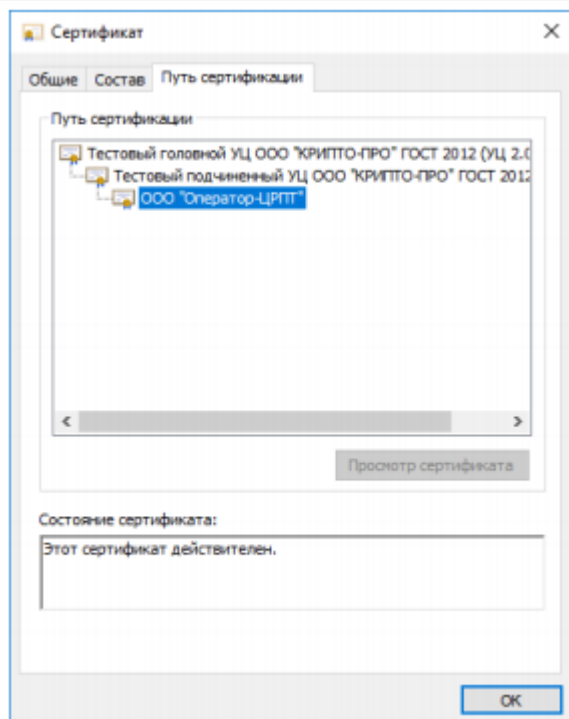 Сертификат
Общие Состав Путь сертификации
Путь сертификации
Тестовый головной УЦ ООО "КРИПТО-ПРО" ГОСТ 2012 (УЦ 2.0
Тестовый подчиненный УЦ ООО "КРИПТО-ПРО" ГОСТ 2012
ООО "Оператор-ЦРПТ"
Просмотр сертификата
Состояние сертификата:
Этот сертификат действителен.
ОК